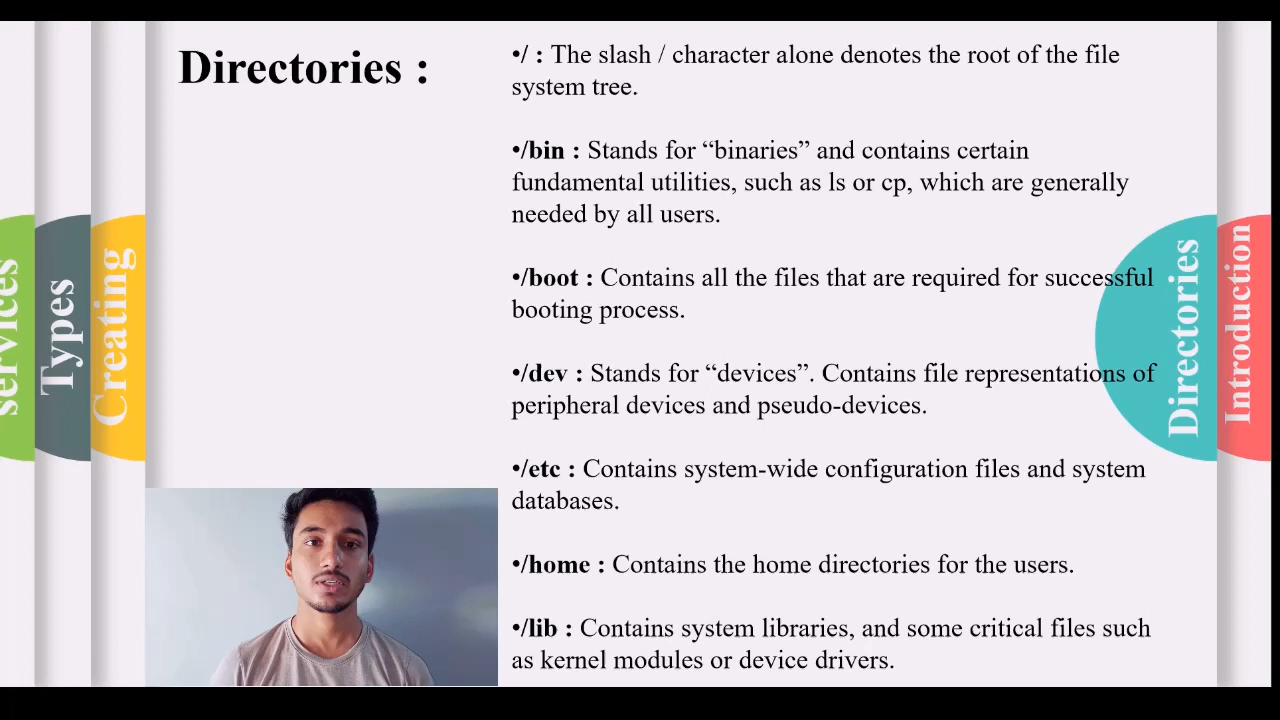 Directories :
•/ : The slash / character alone denotes the root of the file
system tree.
•/bin : Stands for “binaries” and contains certain
fundamental utilities, such as ls or cp, which are generally
needed by all users.
•/boot : Contains all the files that are required for successful
booting process.
•/dev : Stands for “devices”. Contains file representations of
peripheral devices and pseudo-devices.
•/etc : Contains system-wide configuration files and system
databases.
•/home : Contains the home directories for the users.
•/lib : Contains system libraries, and some critical files such
as kernel modules or device drivers.
services
Types
Creating
Directories
Introduction